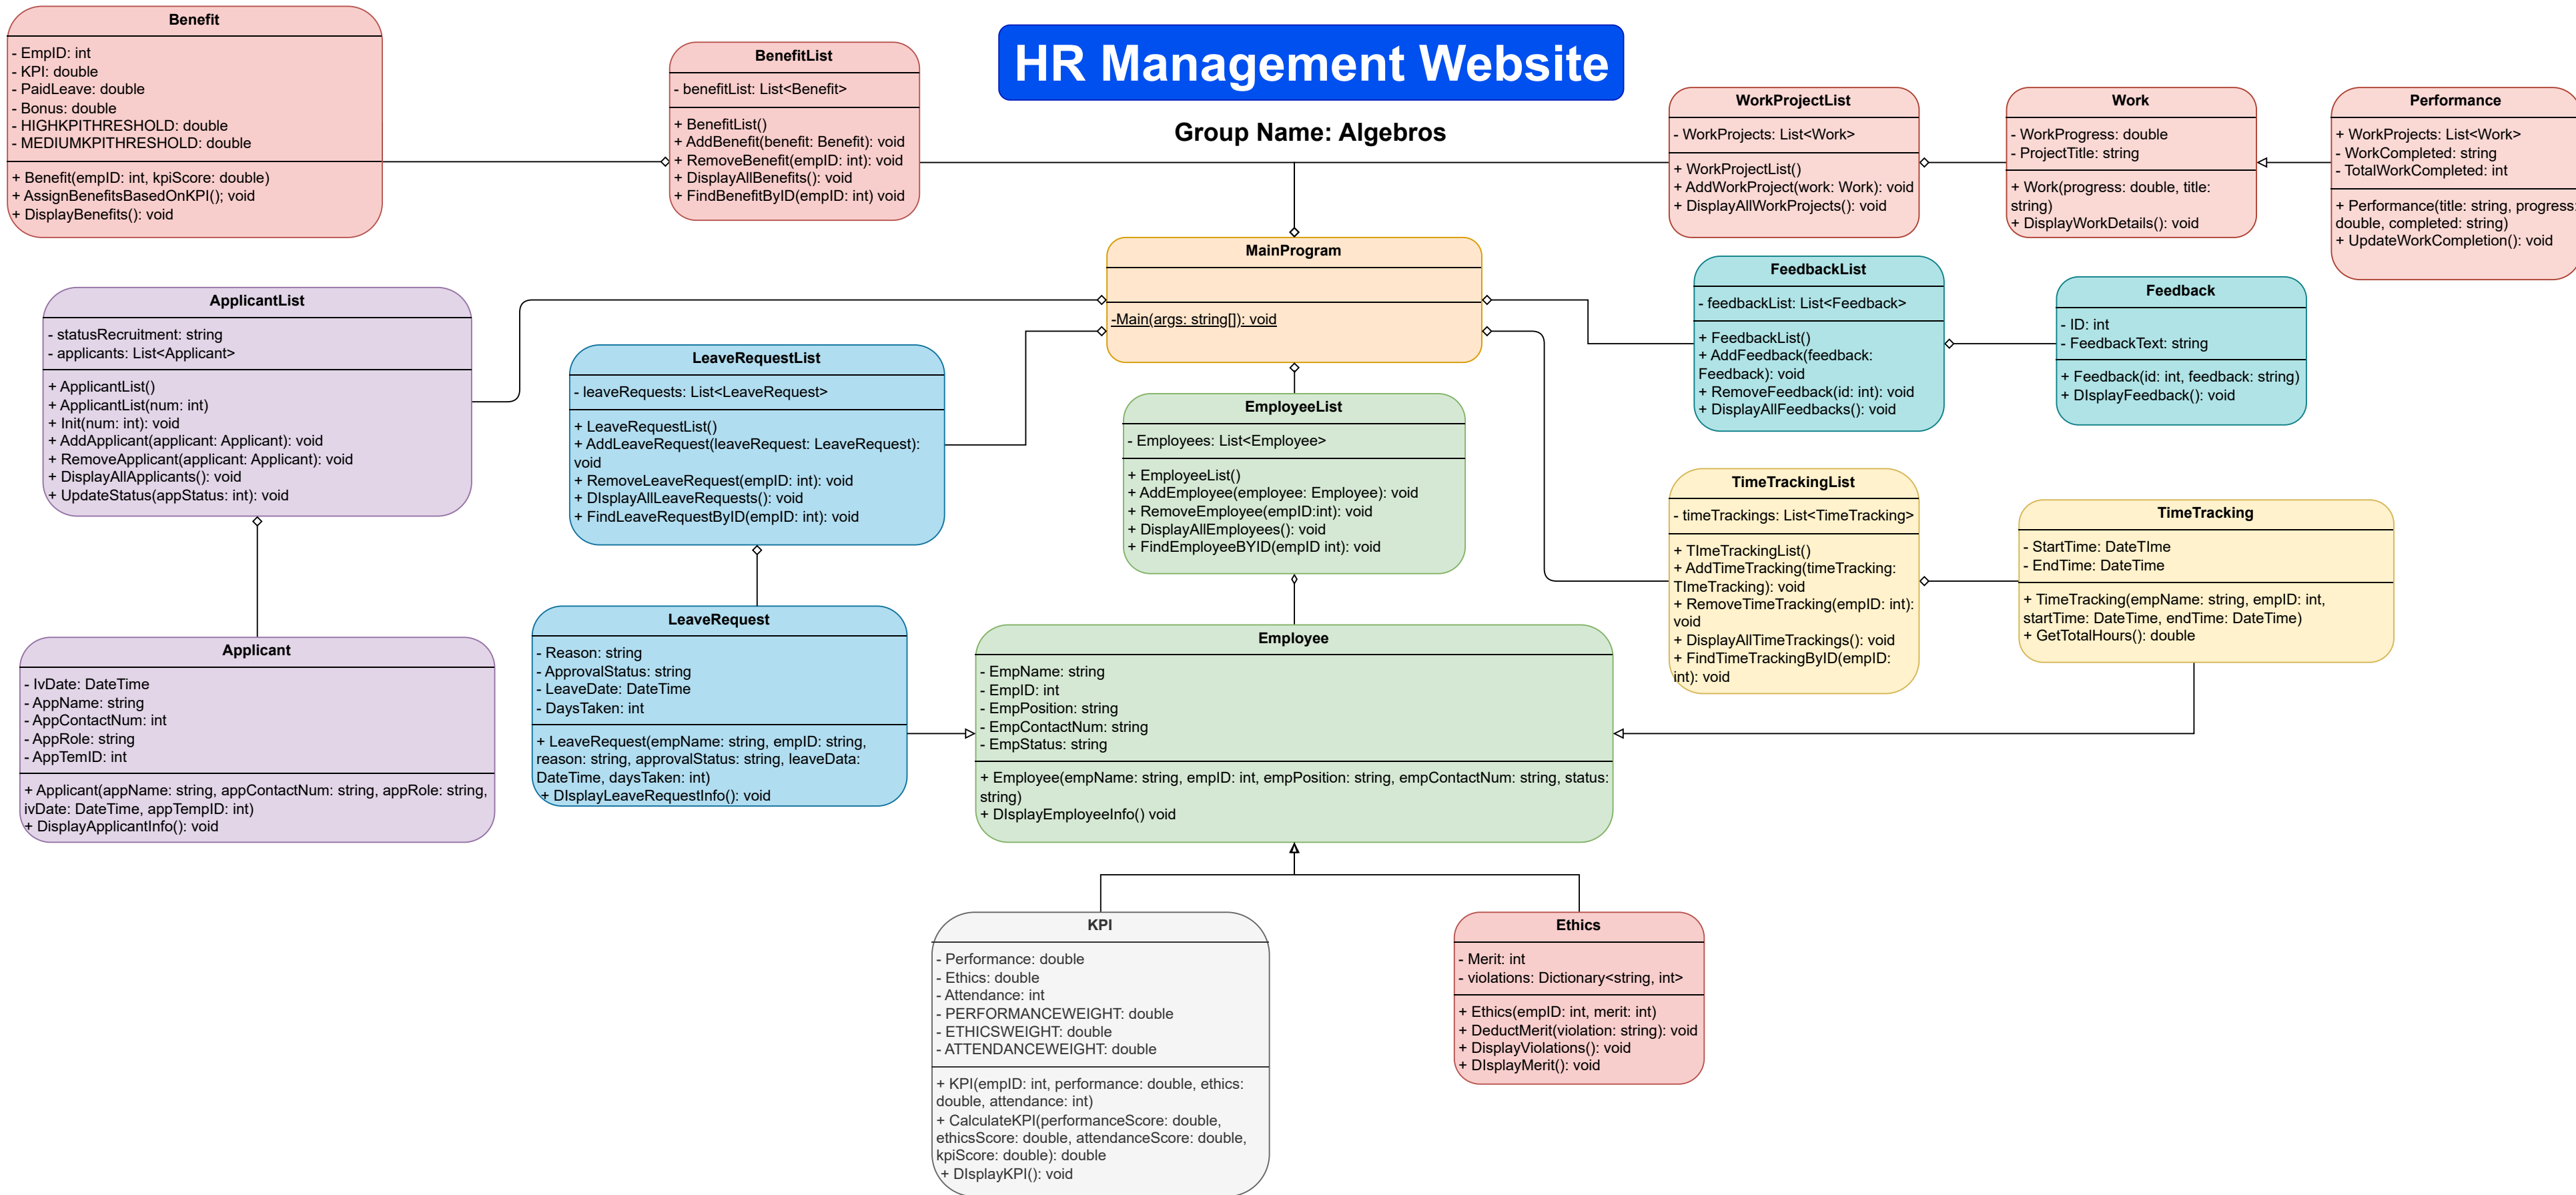 HR Management Website
Group Name: Algebros
Benefit
- EmpID: int
- KPI: double
- PaidLeave: double
- Bonus: double
- HIGHKPITHRESHOLD: double
- MEDIUMKPITHRESHOLD: double
+ Benefit(empID: int, kpiScore: double)
+ AssignBenefitsBasedOnKPI(); void
+ DisplayBenefits(): void
BenefitList
- benefitList: List<Benefit>
+ BenefitList()
+ AddBenefit(benefit: Benefit): void
+ RemoveBenefit(empID: int): void
+ DisplayAllBenefits(): void
+ FindBenefitByID(empID: int) void
WorkProjectList
- WorkProjects: List<Work>
+ WorkProjectList()
+ AddWorkProject(work: Work): void
+ DisplayAllWorkProjects(): void
Work
- WorkProgress: double
- ProjectTitle: string
+ Work(progress: double, title:
string)
+ DisplayWorkDetails(): void
Performance
+ WorkProjects: List<Work>
- WorkCompleted: string
- TotalWorkCompleted: int
+ Performance(title: string, progress:
double, completed: string)
+ UpdateWorkCompletion(): void
MainProgram
-Main(args: string[]): void
ApplicantList
- statusRecruitment: string
- applicants: List<Applicant>
+ ApplicantList()
+ ApplicantList(num: int)
+ Init(num: int): void
+ AddApplicant(applicant: Applicant): void
+ RemoveApplicant(applicant: Applicant): void
+ DisplayAllApplicants(): void
+ UpdateStatus(appStatus: int): void
LeaveRequestList
- leaveRequests: List<LeaveRequest>
+ LeaveRequestList()
+ AddLeaveRequest(leaveRequest: LeaveRequest):
void
+ RemoveLeaveRequest(empID: int): void
+ DIsplayAllLeaveRequests(): void
+ FindLeaveRequestByID(empID: int): void
EmployeeList
- Employees: List<Employee>
+ EmployeeList()
+ AddEmployee(employee: Employee): void
+ RemoveEmployee(empID:int): void
+ DisplayAllEmployees(): void
+ FindEmployeeBYID(empID int): void
FeedbackList
- feedbackList: List<Feedback>
+ FeedbackList()
+ AddFeedback(feedback:
Feedback): void
+ RemoveFeedback(id: int): void
+ DisplayAllFeedbacks(): void
Feedback
- ID: int
- FeedbackText: string
+ Feedback(id: int, feedback: string)
+ DIsplayFeedback(): void
TimeTrackingList
- timeTrackings: List<TimeTracking>
+ TImeTrackingList()
+ AddTimeTracking(timeTracking:
TImeTracking): void
+ RemoveTimeTracking(empID: int):
void
+ DisplayAllTimeTrackings(): void
+ FindTimeTrackingByID(empID:
int): void
TimeTracking
- StartTime: DateTIme
- EndTime: DateTime
+ TimeTracking(empName: string, empID: int,
startTime: DateTime, endTime: DateTime)
+ GetTotalHours(): double
Applicant
- IvDate: DateTime
- AppName: string
- AppContactNum: int
- AppRole: string
- AppTemID: int
+ Applicant(appName: string, appContactNum: string, appRole: string,
ivDate: DateTime, appTempID: int)
+ DisplayApplicantInfo(): void
LeaveRequest
- Reason: string
- ApprovalStatus: string
- LeaveDate: DateTime
- DaysTaken: int
+ LeaveRequest(empName: string, empID: string,
reason: string, approvalStatus: string, leaveData:
DateTime, daysTaken: int)
+ DIsplayLeaveRequestInfo(): void
Employee
- EmpName: string
- EmpID: int
- EmpPosition: string
- EmpContactNum: string
- EmpStatus: string
+ Employee(empName: string, empID: int, empPosition: string, empContactNum: string, status:
string)
+ DIsplayEmployeeInfo() void
KPI
- Performance: double
- Ethics: double
- Attendance: int
- PERFORMANCEWEIGHT: double
- ETHICSWEIGHT: double
- ATTENDANCEWEIGHT: double
+ KPI(empID: int, performance: double, ethics:
double, attendance: int)
+ CalculateKPI(performanceScore: double,
ethicsScore: double, attendanceScore: double,
kpiScore: double): double
+ DIsplayKPI(): void
Ethics
- Merit: int
- violations: Dictionary<string, int>
+ Ethics(empID: int, merit: int)
+ DeductMerit(violation: string): void
+ DisplayViolations(): void
+ DIsplayMerit(): void